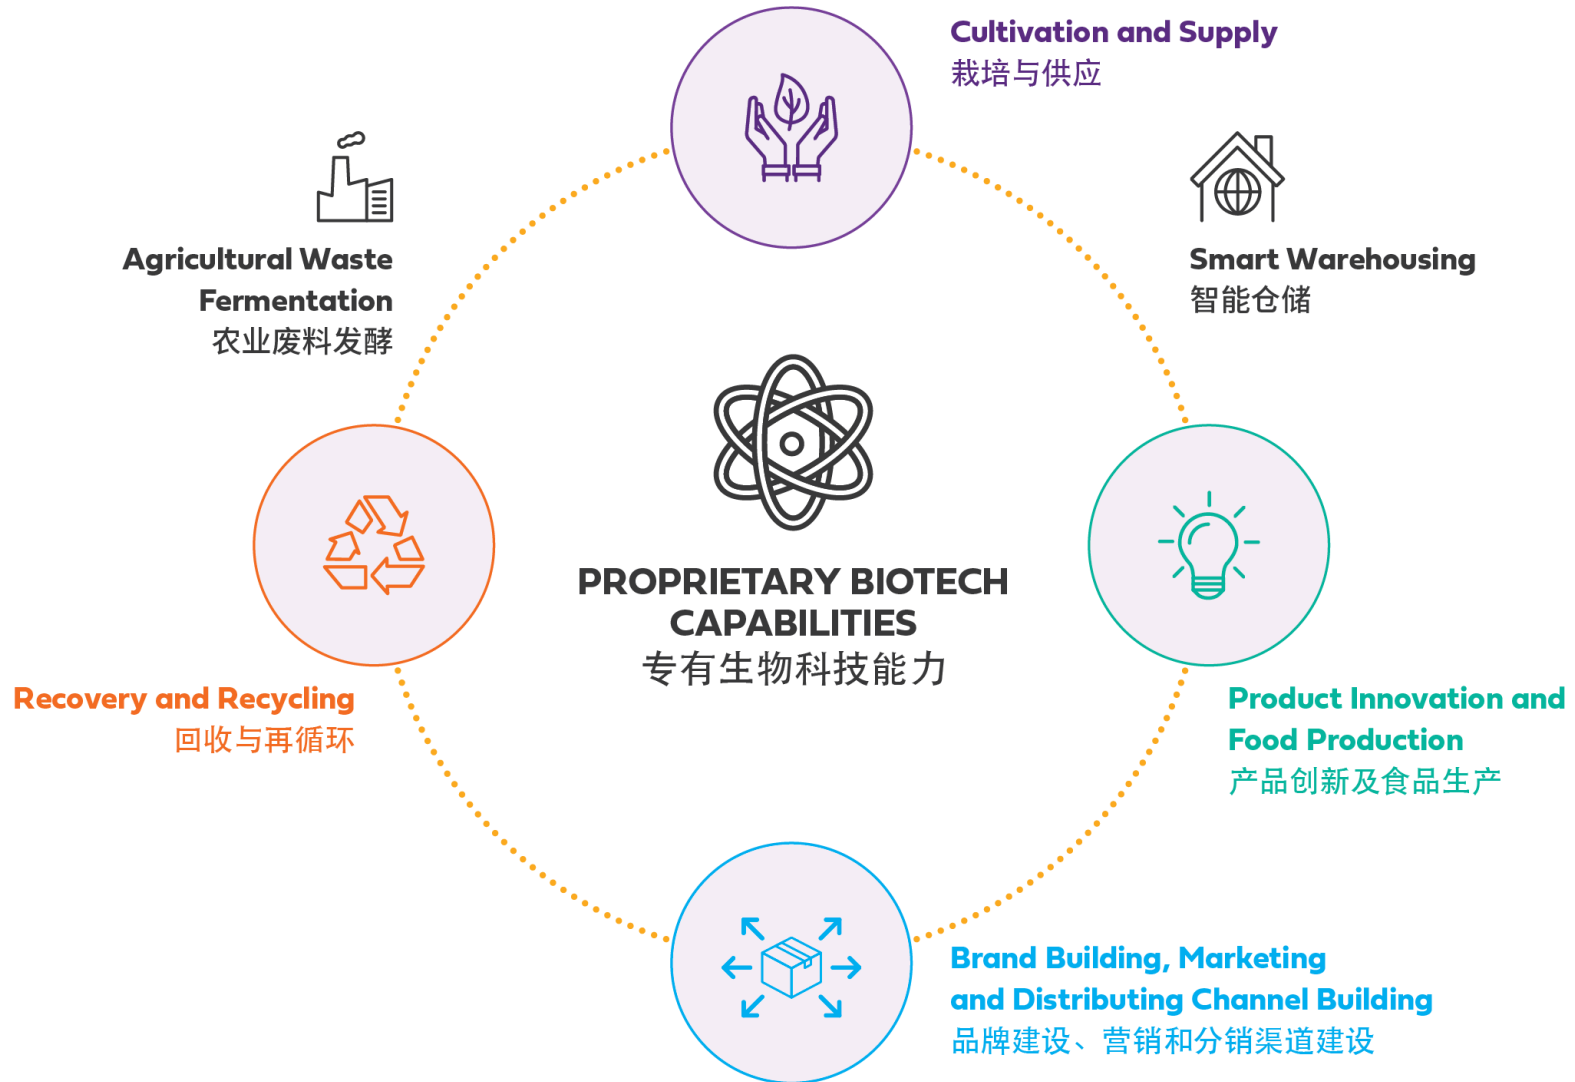 Cultivation and Supply
栽培与供应
Agricultural Waste
Fermentation
农业废料发酵
Smart Warehousing
智能仓储
PROPRIETARY BIOTECH
CAPABILITIES
专有生物科技能力
Recovery and Recycling
回收与再循环
Product Innovation and
Food Production
产品创新及食品生产
Brand Building, Marketing
and Distributing Channel Building
品牌建设、营销和分销渠道建设